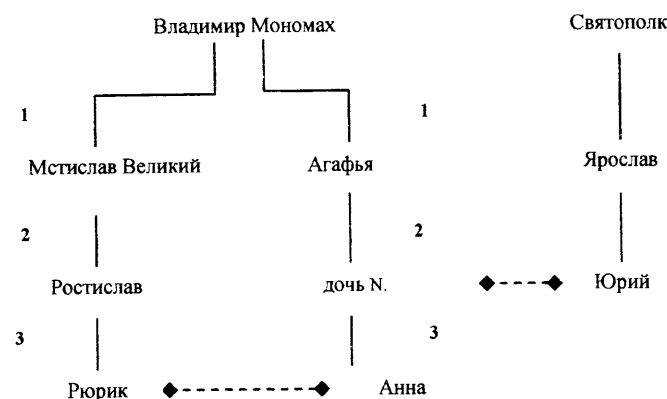 Владимир Мономах Святополк
1 1
Мстислав Великий Агафья Ярослав
2 2
Ростислав дочь N. Юрий
3 3
Рюрик Анна